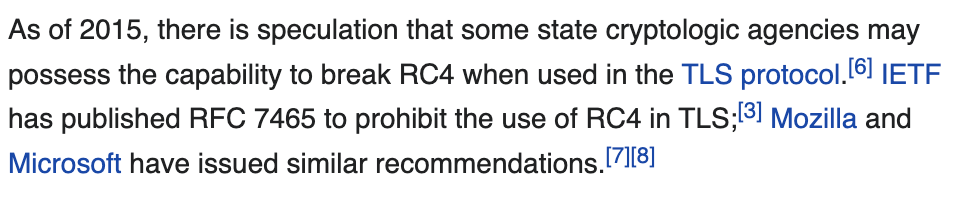 As of 2015, there is speculation that some state cryptologic agencies may
possess the capability to break RC4 when used in the TLS protocol.[6] IETF
has published RFC 7465 to prohibit the use of RC4 in TLS;[3] Mozilla and
Microsoft have issued similar recommendations.[7][8]